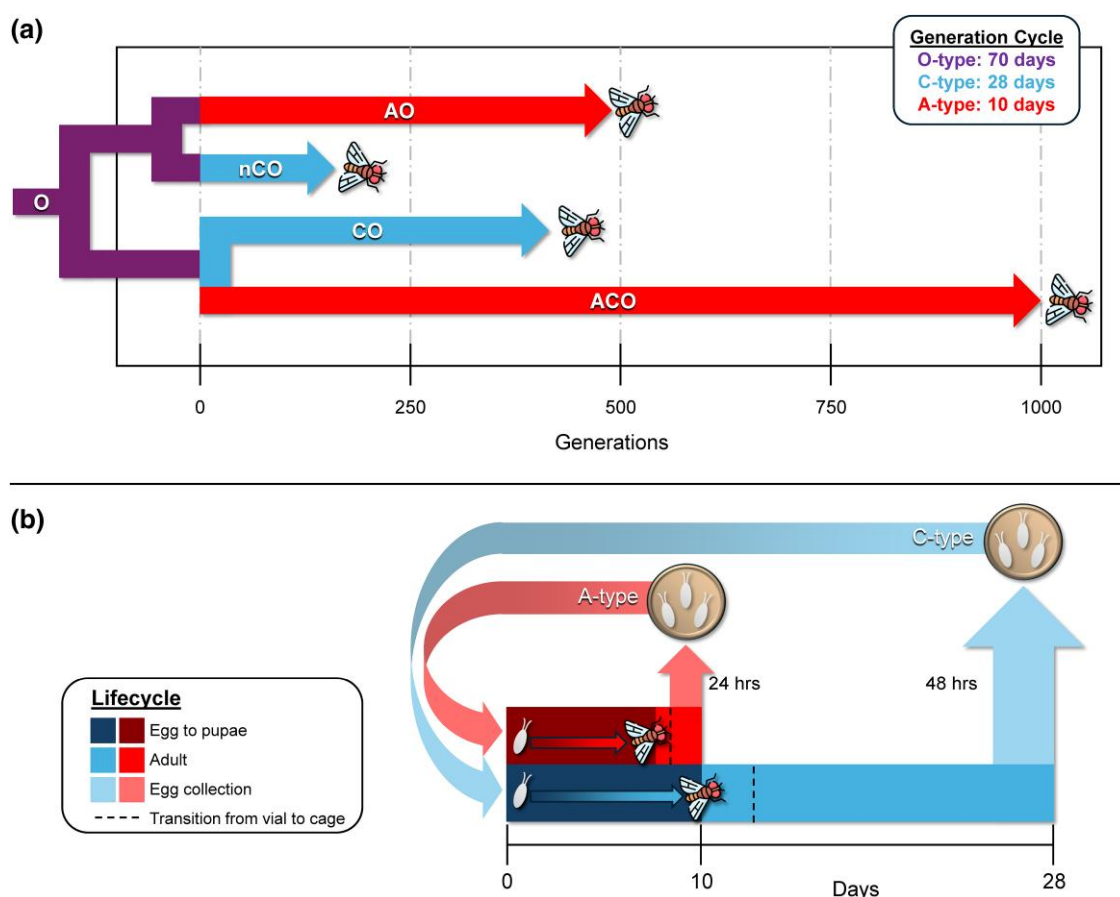 (a)
Generation Cycle
O-type: 70 days
C-type: 28 days
A-type: 10 days
AO
nCO
O
CO
ACO
0 250 500 750 1000
Generations
(b)
C-type
A-type
24 hrs 48 hrs
Lifecycle
Egg to pupae
Adult
Egg collection
Transition from vial to cage
0 10 28
Days